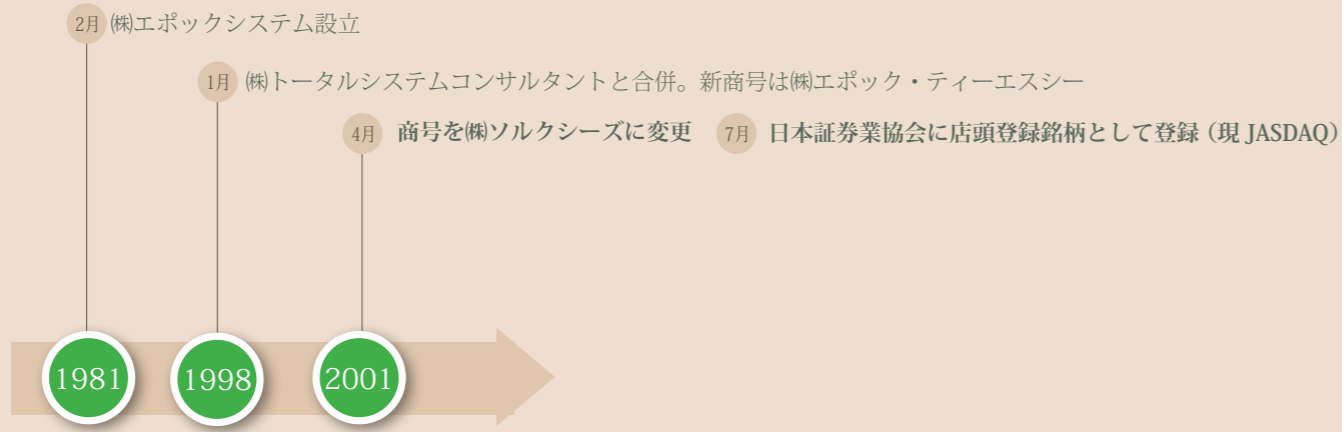 2月 ㈱エポックシステム設立
1月 ㈱トータルシステムコンサルタントと合併。新商号は㈱エポック・ティーエスシー
4月 商号を㈱ソルクシーズに変更 7月 日本証券業協会に店頭登録銘柄として登録（現 JASDAQ）
1981 1998 2001